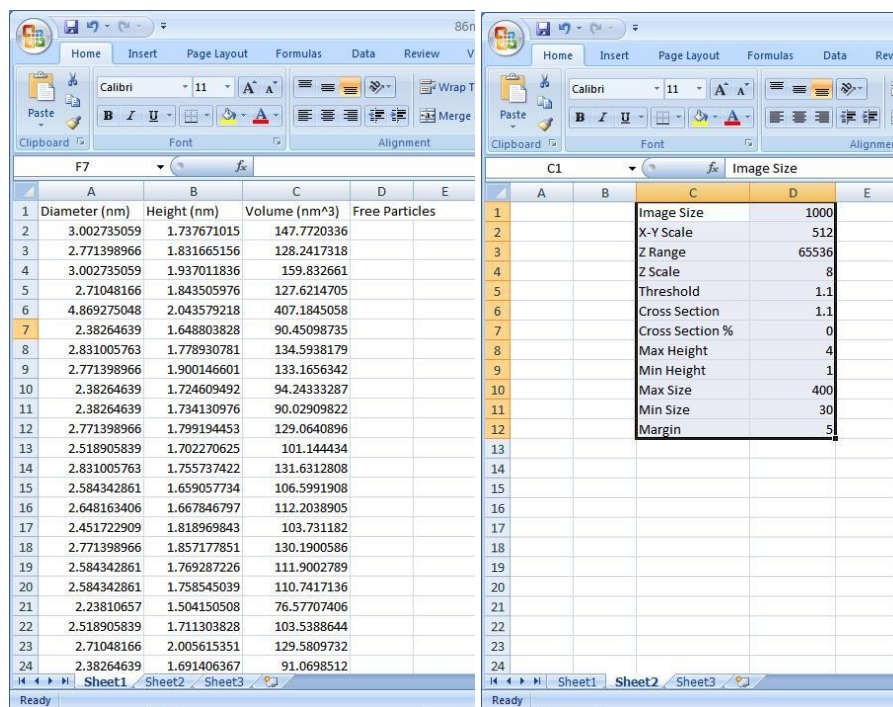 86n
Home Insert Page Layout Formulas Data Review V
Paste
Calibri 11 A A
Wrap T
B I U A
Merge
Clipboard Font Alignment
F7 fx
A B C D E
1 Diameter (nm) Height (nm) Volume (nm^3) Free Particles
2 3.002735059 1.737671015 147.7720336
3 2.771398966 1.831665156 128.2417318
4 3.002735059 1.937011836 159.832661
5 2.71048166 1.843505976 127.6214705
6 4.869275048 2.043579218 407.1845058
7 2.38264639 1.648803828 90.45098735
8 2.831005763 1.778930781 134.5938179
9 2.771398966 1.900146601 133.1656342
10 2.38264639 1.724609492 94.24333287
11 2.38264639 1.734130976 90.02909822
12 2.771398966 1.799194453 129.0640896
13 2.518905839 1.702270625 101.144434
14 2.831005763 1.755737422 131.6312808
15 2.584342861 1.659057734 106.5991908
16 2.648163406 1.667846797 112.2038905
17 2.451722909 1.818969843 103.731182
18 2.771398966 1.857177851 130.1900586
19 2.584342861 1.769287226 111.9002789
20 2.584342861 1.758545039 110.7417136
21 2.23810657 1.504150508 76.57707406
22 2.518905839 1.711303828 103.5388644
23 2.71048166 2.005615351 129.5809732
24 2.38264639 1.691406367 91.0698512
Sheet1 Sheet2 Sheet3
Ready
Home Insert Page Layout Formulas Data Rev
Paste
Calibri 11 A A
B I U A
Clipboard Font Alignmen
C1 fx Image Size
A B C D E
1 Image Size 1000
2 X-Y Scale 512
3 Z Range 65536
4 Z Scale 8
5 Threshold 1.1
6 Cross Section 1.1
7 Cross Section % 0
8 Max Height 4
9 Min Height 1
10 Max Size 400
11 Min Size 30
12 Margin 5
13
14
15
16
17
18
19
20
21
22
23
24
Sheet1 Sheet2 Sheet3
Ready